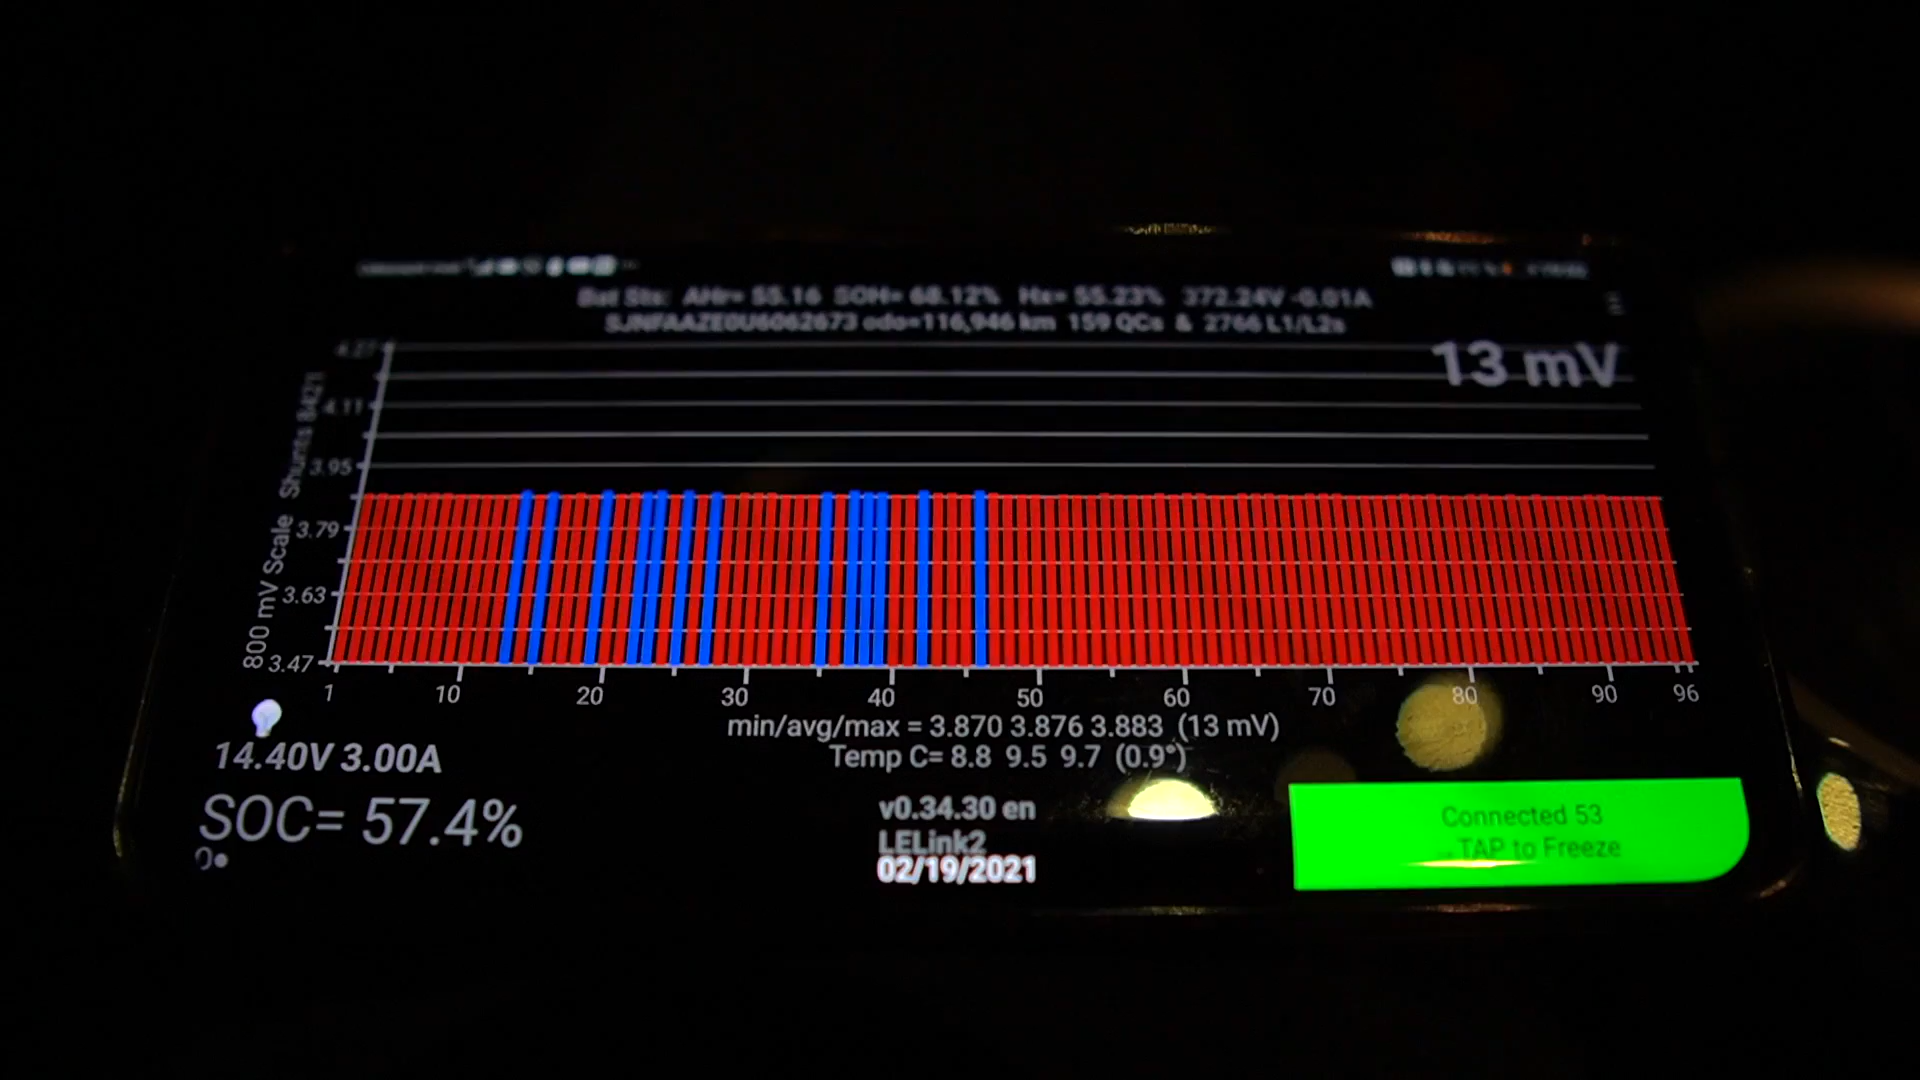 Bat Sts: AHr= 55.16 SOH= 68.12% Hx= 55.23% 372.24V -0.01A
SJNFAAZE0U6062673 odo=116,946 km 159 QCs & 2766 L1/L2s
13 mV
4.27
4.11
3.95
3.79
3.63
3.47
800 mV Scale Shunts 8421
1 10 20 30 40 50 60 70 80 90 96
min/avg/max = 3.870 3.876 3.883 (13 mV)
Temp C= 8.8 9.5 9.7 (0.9°)
14.40V 3.00A
SOC= 57.4%
v0.34.30 en
LELink2
02/19/2021
Connected 53
TAP to Freeze